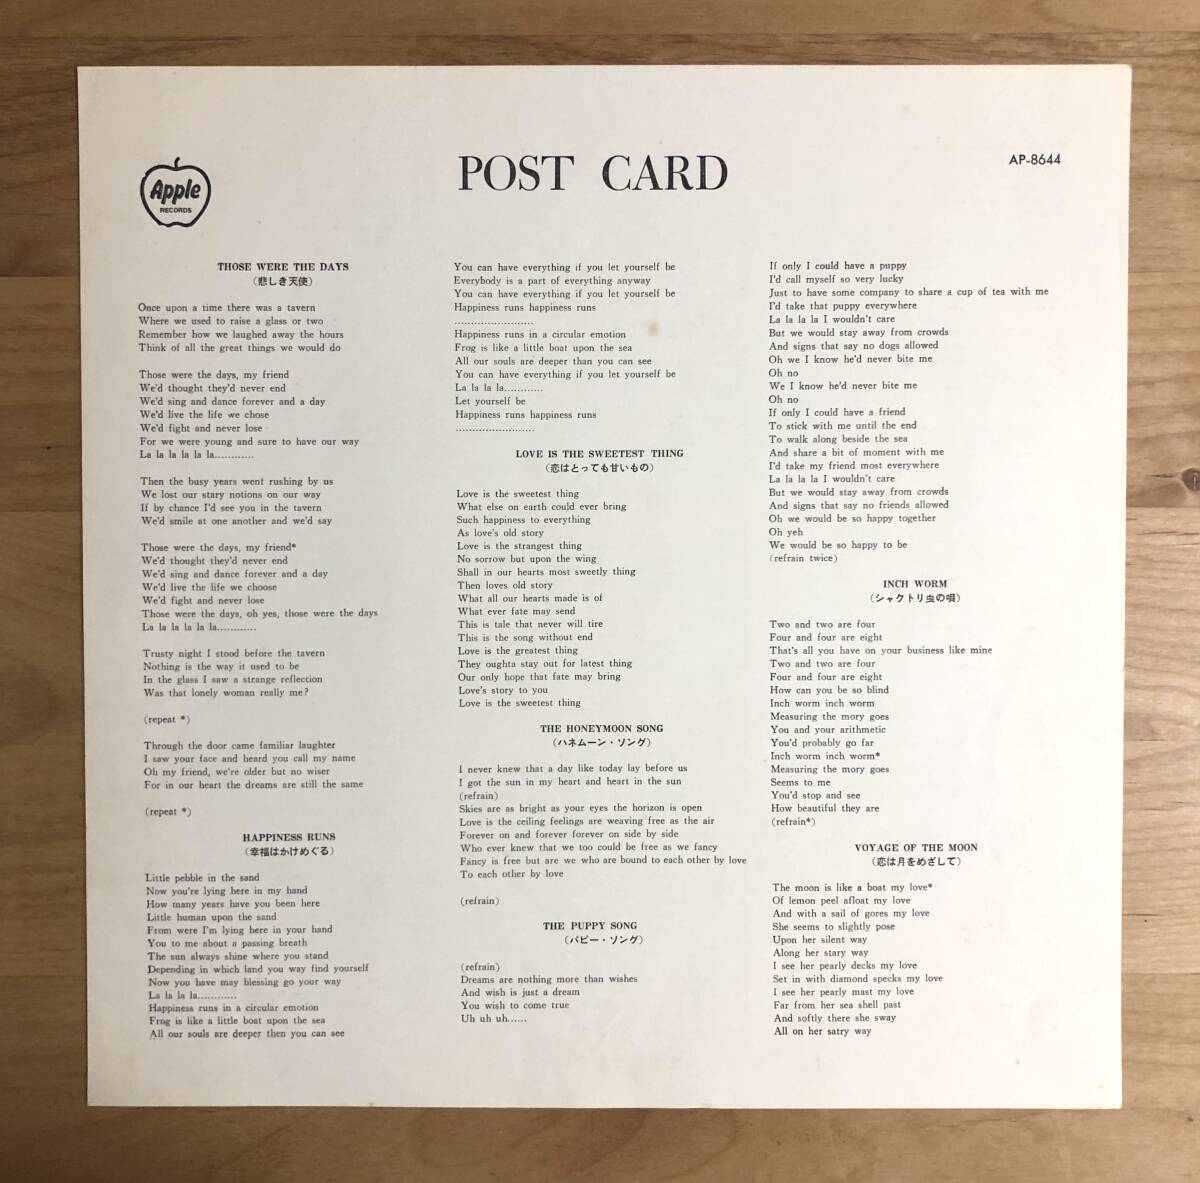 Apple
RECORDS
POST CARD
AP-8644
THOSE WERE THE DAYS
(悲しき天使)
Once upon a time there was a tavern
Where we used to raise a glass or two
Remember how we laughed away the hours
Think of all the great things we would do
Those were the days, my friend
We'd thought they'd never end
We'd sing and dance forever and a day
We'd live the life we chose
We'd fight and never lose
For we were young and sure to have our way
La la la la la la............
Then the busy years went rushing by us
We lost our stary notions on our way
If by chance I'd see you in the tavern
We'd smile at one another and we'd say
Those were the days, my friend*
We'd thought they'd never end
We'd sing and dance forever and a day
We'd live the life we choose
We'd fight and never lose
Those were the days, oh yes, those were the days
La la la la la la............
Trusty night I stood before the tavern
Nothing is the way it used to be
In the glass I saw a strange reflection
Was that lonely woman really me?
(repeat *)
Through the door came familiar laughter
I saw your face and heard you call my name
Oh my friend, we're older but no wiser
For in our heart the dreams are still the same
(repeat *)
HAPPINESS RUNS
(幸福はかけめぐる)
Little pebble in the sand
Now you're lying here in my hand
How many years have you been here
Little human upon the sand
From were I'm lying here in your hand
You to me about a passing breath
The sun always shine where you stand
Depending in which land you way find yourself
Now you have may blessing go your way
La la la la............
Happiness runs in a circular emotion
Frog is like a little boat upon the sea
All our souls are deeper then you can see
You can have everything if you let yourself be
Everybody is a part of everything anyway
You can have everything if you let yourself be
Happiness runs happiness runs
........................
Happiness runs in a circular emotion
Frog is like a little boat upon the sea
All our souls are deeper than you can see
You can have everything if you let yourself be
La la la la............
Let yourself be
Happiness runs happiness runs
........................
LOVE IS THE SWEETEST THING
(恋はとっても甘いもの)
Love is the sweetest thing
What else on earth could ever bring
Such happiness to everything
As love's old story
Love is the strangest thing
No sorrow but upon the wing
Shall in our hearts most sweetly thing
Then loves old story
What all our hearts made is of
What ever fate may send
This is tale that never will tire
This is the song without end
Love is the greatest thing
They oughta stay out for latest thing
Our only hope that fate may bring
Love's story to you
Love is the sweetest thing
THE HONEYMOON SONG
(ハネムーン・ソング)
I never knew that a day like today lay before us
I got the sun in my heart and heart in the sun
(refrain)
Skies are as bright as your eyes the horizon is open
Love is the ceiling feelings are weaving free as the air
Forever on and forever forever on side by side
Who ever knew that we too could be free as we fancy
Fancy is free but are we who are bound to each other by love
To each other by love
(refrain)
THE PUPPY SONG
(パピー・ソング)
(refrain)
Dreams are nothing more than wishes
And wish is just a dream
You wish to come true
Uh uh uh......
If only I could have a puppy
I'd call myself so very lucky
Just to have some company to share a cup of tea with me
I'd take that puppy everywhere
La la la la I wouldn't care
But we would stay away from crowds
And signs that say no dogs allowed
Oh we I know he'd never bite me
Oh no
We I know he'd never bite me
Oh no
If only I could have a friend
To stick with me until the end
To walk along beside the sea
And share a bit of moment with me
I'd take my friend most everywhere
La la la la I wouldn't care
But we would stay away from crowds
And signs that say no friends allowed
Oh we would be so happy together
Oh yeh
We would be so happy to be
(refrain twice)
INCH WORM
(シャクトリ虫の唄)
Two and two are four
Four and four are eight
That's all you have on your business like mine
Two and two are four
Four and four are eight
How can you be so blind
Inch worm inch worm
Measuring the mory goes
You and your arithmetic
You'd probably go far
Inch worm inch worm*
Measuring the mory goes
Seems to me
You'd stop and see
How beautiful they are
(refrain*)
VOYAGE OF THE MOON
(恋は月をめざして)
The moon is like a boat my love*
Of lemon peel afloat my love
And with a sail of gores my love
She seems to slightly pose
Upon her silent way
Along her stary way
I see her pearly decks my love
Set in with diamond specks my love
I see her pearly mast my love
Far from her sea shell past
And softly there she sway
All on her satry way